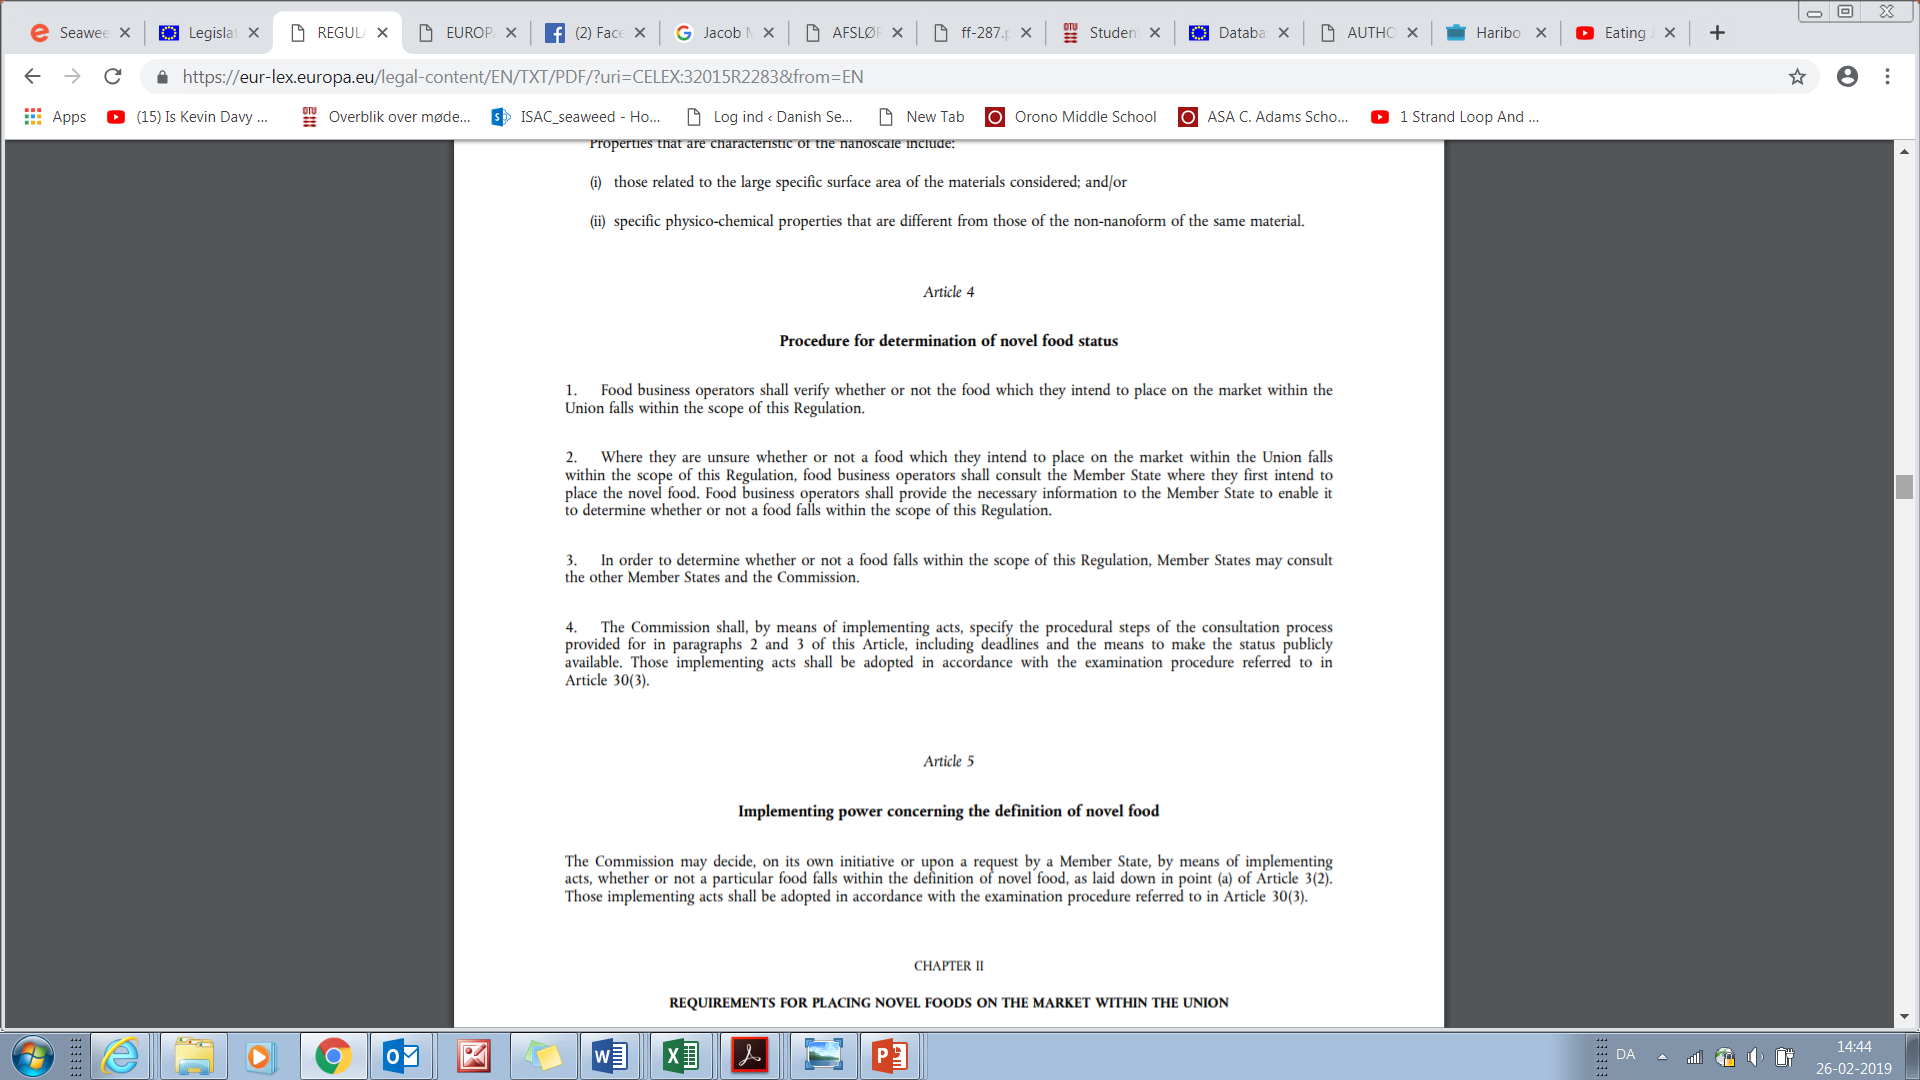 Seawee
Legislat
REGULA
EUROP.
(2) Face
Jacob M
AFSLØR
ff-287.p
Studen
Databa
AUTHO
Haribo
Eating
https://eur-lex.europa.eu/legal-content/EN/TXT/PDF/?uri=CELEX:32015R2283&from=EN
Apps
(15) Is Kevin Davy ...
Overblik over møde...
ISAC_seaweed - Ho...
Log ind ‹ Danish Se...
New Tab
Orono Middle School
ASA C. Adams Scho...
1 Strand Loop And ...
Properties that are characteristic of the nanoscale include:
(i) those related to the large specific surface area of the materials considered; and/or
(ii) specific physico-chemical properties that are different from those of the non-nanoform of the same material.
Article 4
Procedure for determination of novel food status
1. Food business operators shall verify whether or not the food which they intend to place on the market within the
Union falls within the scope of this Regulation.
2. Where they are unsure whether or not a food which they intend to place on the market within the Union falls
within the scope of this Regulation, food business operators shall consult the Member State where they first intend to
place the novel food. Food business operators shall provide the necessary information to the Member State to enable it
to determine whether or not a food falls within the scope of this Regulation.
3. In order to determine whether or not a food falls within the scope of this Regulation, Member States may consult
the other Member States and the Commission.
4. The Commission shall, by means of implementing acts, specify the procedural steps of the consultation process
provided for in paragraphs 2 and 3 of this Article, including deadlines and the means to make the status publicly
available. Those implementing acts shall be adopted in accordance with the examination procedure referred to in
Article 30(3).
Article 5
Implementing power concerning the definition of novel food
The Commission may decide, on its own initiative or upon a request by a Member State, by means of implementing
acts, whether or not a particular food falls within the definition of novel food, as laid down in point (a) of Article 3(2).
Those implementing acts shall be adopted in accordance with the examination procedure referred to in Article 30(3).
CHAPTER II
REQUIREMENTS FOR PLACING NOVEL FOODS ON THE MARKET WITHIN THE UNION
DA
14:44
26-02-2019